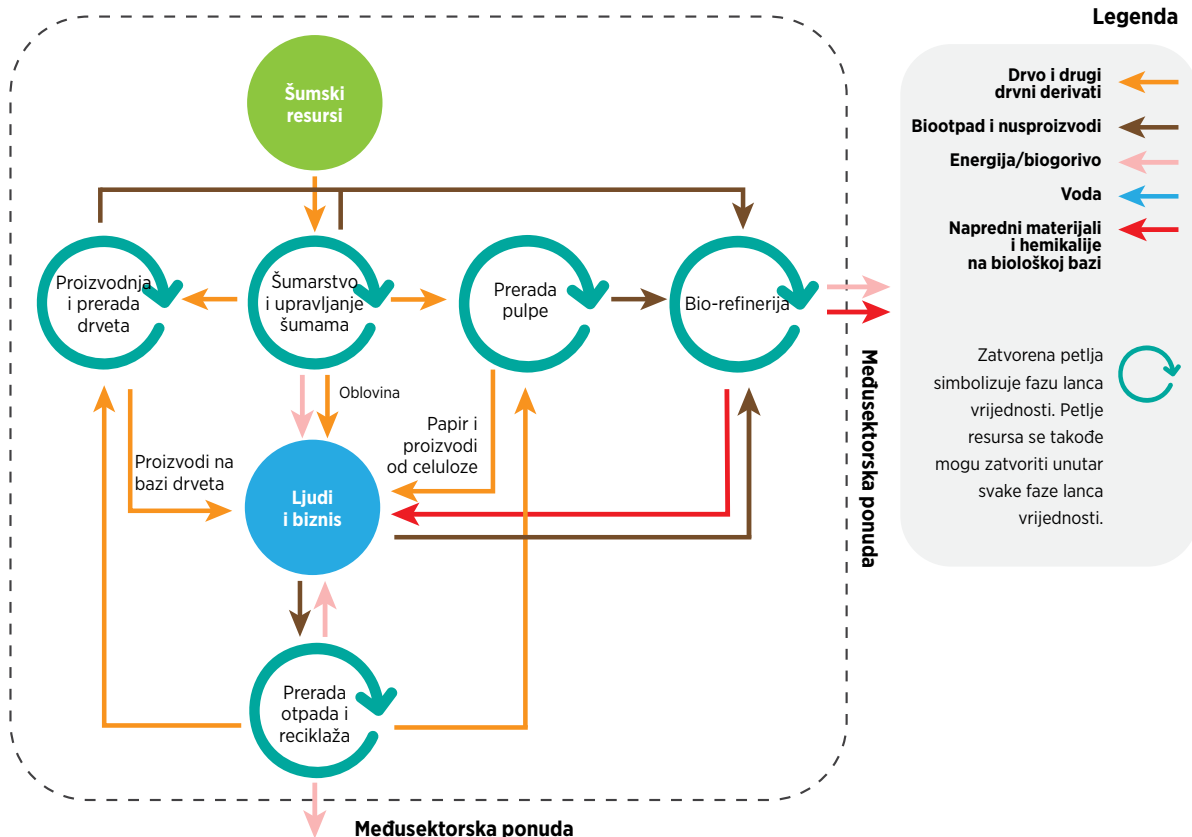 Legenda
Šumski
resursi
Drvo i drugi
drvni derivati
Biootpad i nusproizvodi
Energija/biogorivo
Voda
Napredni materijali
i hemikalije
na biološkoj bazi
Proizvodnja
i prerada
drveta
Šumarstvo
i upravljanje
šumama
Prerada
pulpe
Bio-refinerija
Oblovina
Papir i
proizvodi
od celuloze
Proizvodi na
bazi drveta
Ljudi
i biznis
Međusektorska ponuda
Zatvorena petlja
simbolizuje fazu lanca
vrijednosti. Petlje
resursa se takođe
mogu zatvoriti unutar
svake faze lanca
vrijednosti.
Prerada
otpada i
reciklaža
Međusektorska ponuda